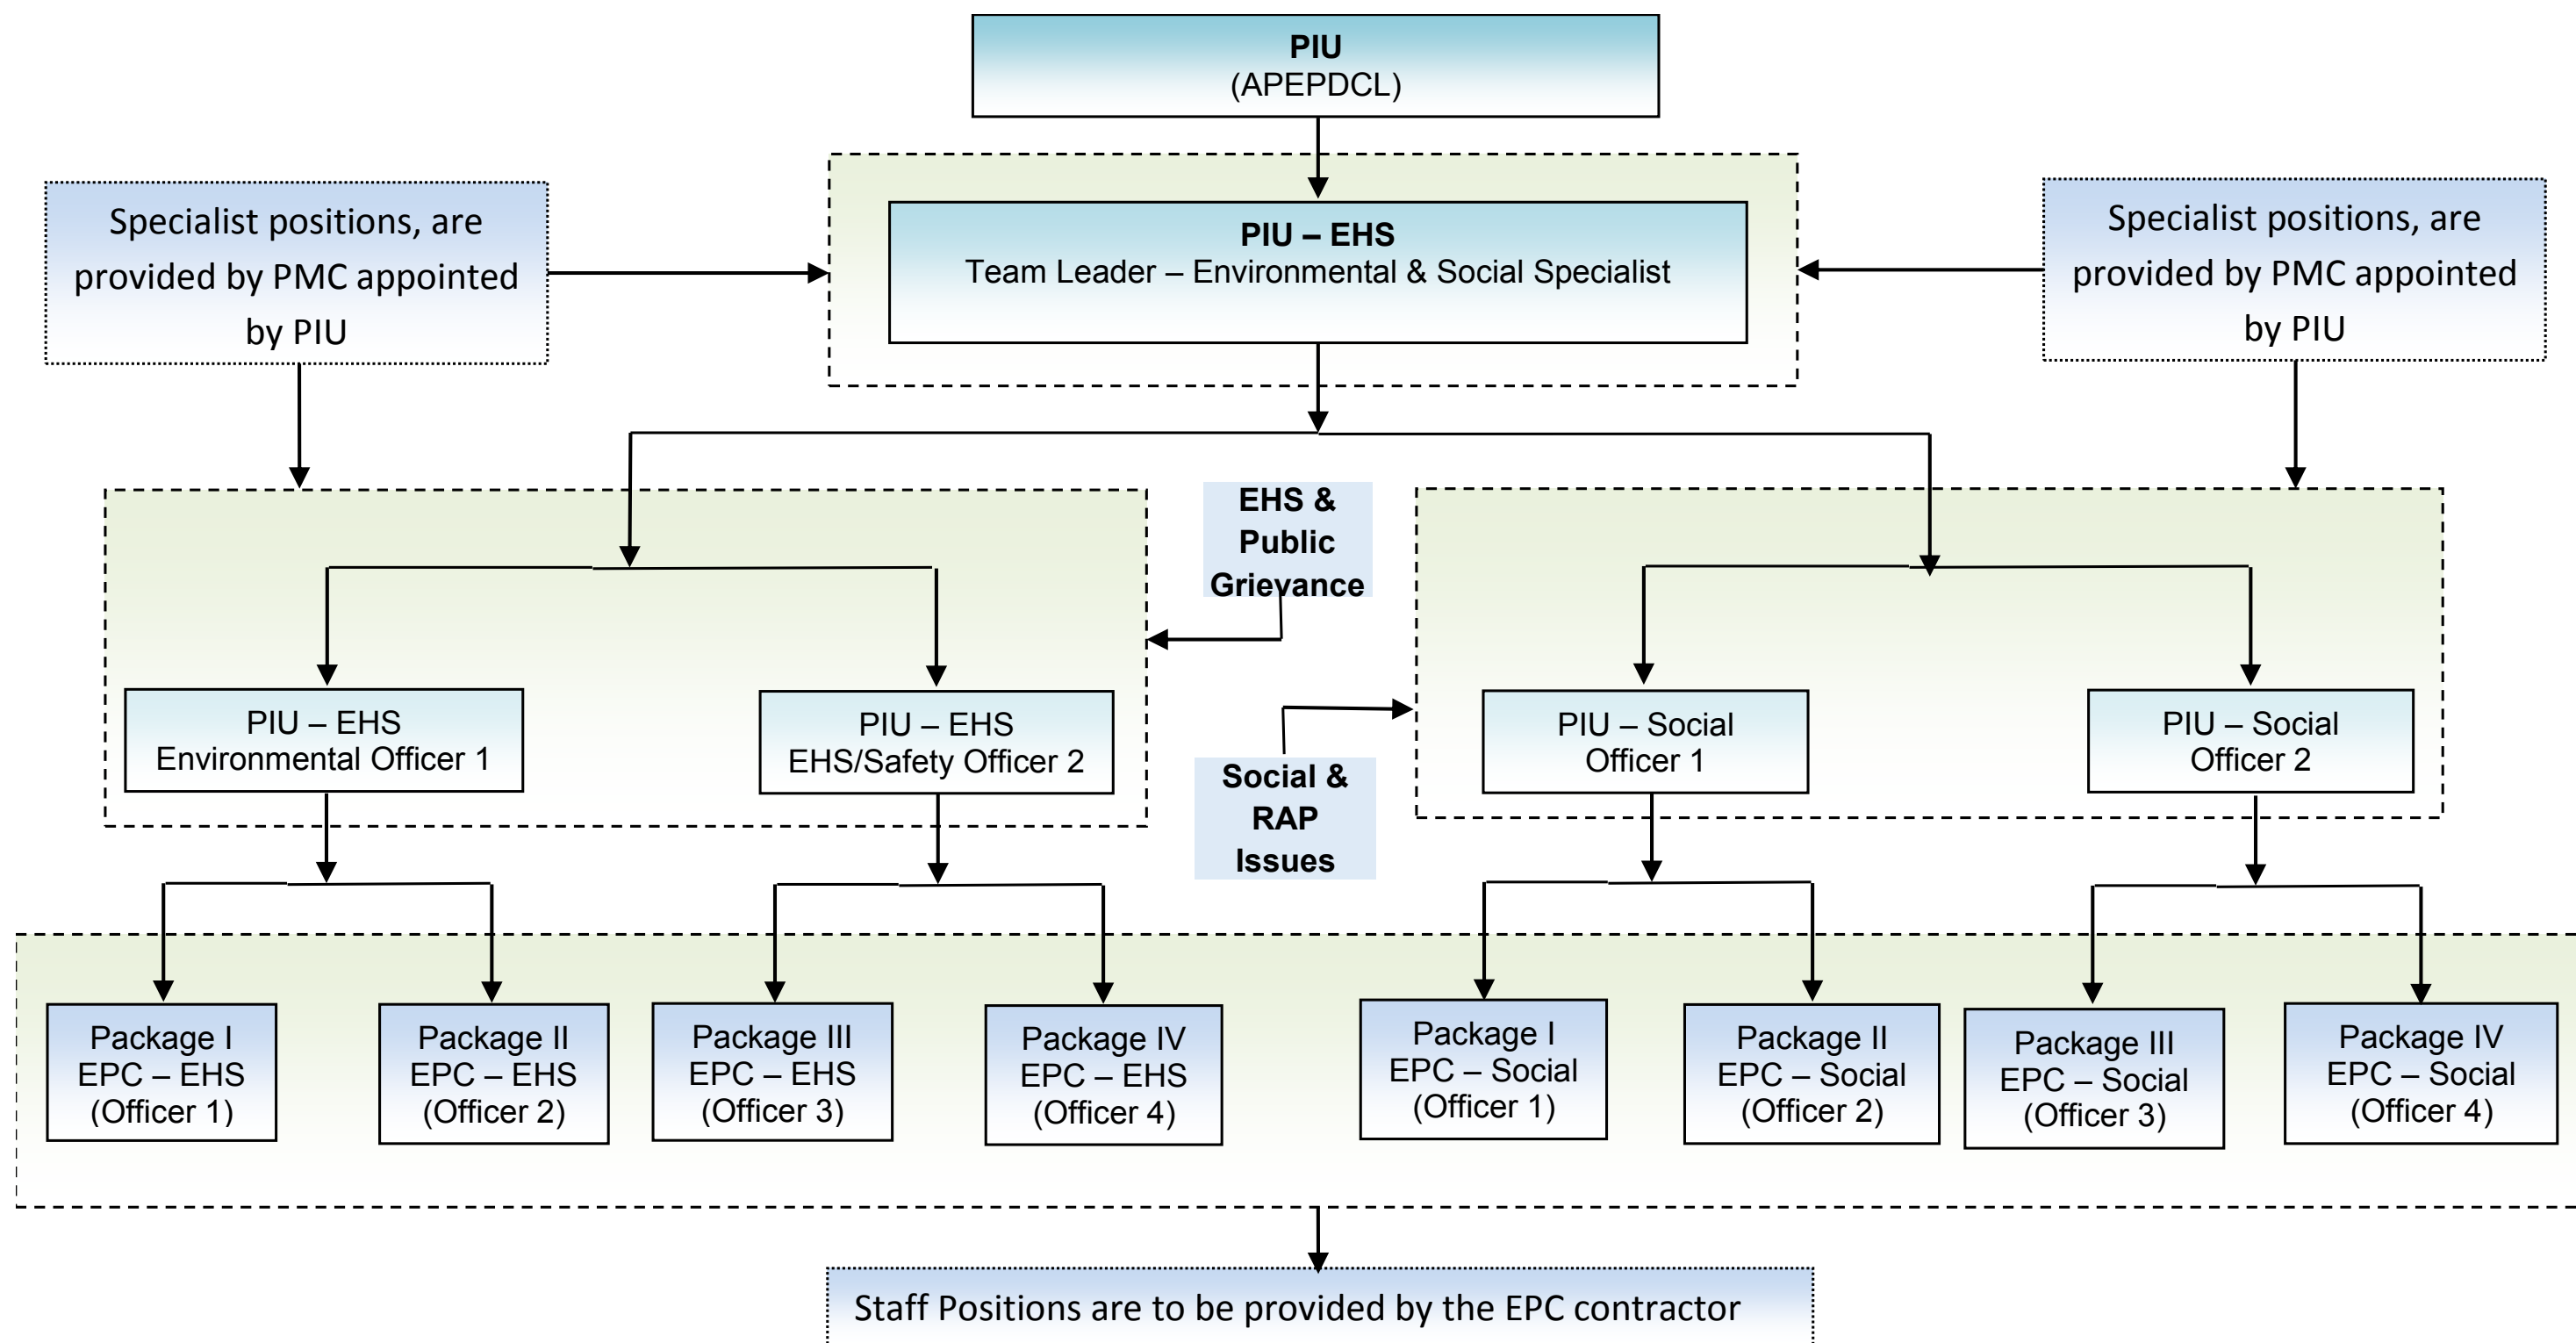 PIU
(APEPDCL)
Specialist positions, are
provided by PMC appointed
by PIU
PIU – EHS
Team Leader – Environmental & Social Specialist
Specialist positions, are
provided by PMC appointed
by PIU
EHS &
Public
Grievance
PIU – EHS
Environmental Officer 1
PIU – EHS
EHS/Safety Officer 2
Social &
RAP
Issues
PIU – Social
Officer 1
PIU – Social
Officer 2
Package I
EPC – EHS
(Officer 1)
Package II
EPC – EHS
(Officer 2)
Package III
EPC – EHS
(Officer 3)
Package IV
EPC – EHS
(Officer 4)
Package I
EPC – Social
(Officer 1)
Package II
EPC – Social
(Officer 2)
Package III
EPC – Social
(Officer 3)
Package IV
EPC – Social
(Officer 4)
Staff Positions are to be provided by the EPC contractor